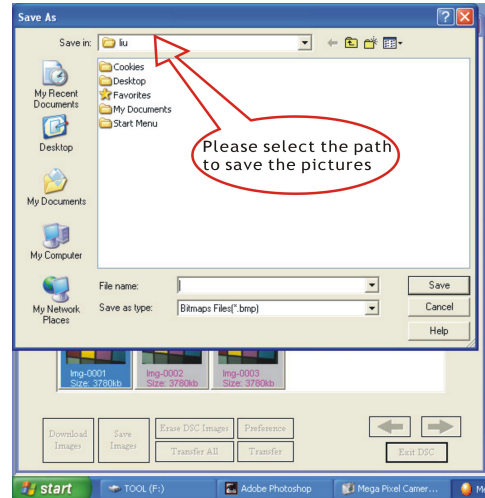 Save As
Save in:
liu
My Recent
Documents
Desktop
My Documents
My Computer
My Network
Places
Cookies
Desktop
Favorites
My Documents
Start Menu
Please select the path
to save the pictures
File name:
Save
Save as type:
Bitmaps Files(*.bmp)
Cancel
Help
Img-0001
Size: 3780kb
Img-0002
Size: 3780kb
Img-0003
Size: 3780kb
Download
Images
Save
Images
Erase DSC Images
Preference
Transfer All
Transfer
Exit DSC
start
TOOL (F:)
Adobe Photoshop
Mega Pixel Camer...